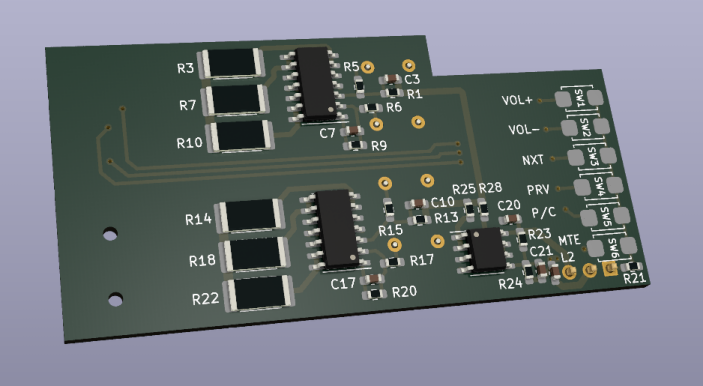 R3
R5
C3
R1
R7
R6
R10
C7
R9
VOL+
SW1
VOL-
SW2
NXT
SW3
PRV
SW4
P/C
SW5
MTE
SW6
R14
R15
C10
R13
R25
R28
C20
R23
R18
R17
C21
L2
R22
C17
R20
R24
R21